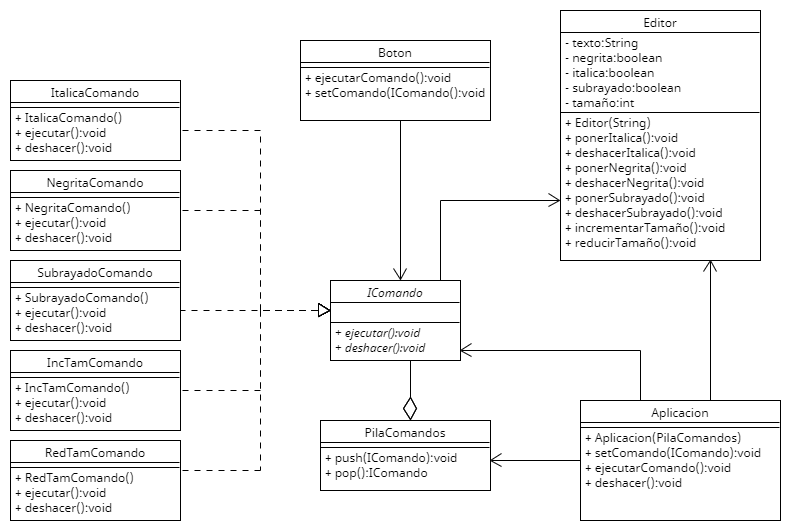 Editor
- texto:String
- negrita:boolean
- italica:boolean
- subrayado:boolean
- tamaño:int
+ Editor(String)
+ ponerItalica():void
+ deshacerItalica():void
+ ponerNegrita():void
+ deshacerNegrita():void
+ ponerSubrayado():void
+ deshacerSubrayado():void
+ incrementarTamaño():void
+ reducirTamaño():void
Boton
+ ejecutarComando():void
+ setComando(IComando():void
ItalicaComando
+ ItalicaComando()
+ ejecutar():void
+ deshacer():void
NegritaComando
+ NegritaComando()
+ ejecutar():void
+ deshacer():void
SubrayadoComando
+ SubrayadoComando()
+ ejecutar():void
+ deshacer():void
IncTamComando
+ IncTamComando()
+ ejecutar():void
+ deshacer():void
RedTamComando
+ RedTamComando()
+ ejecutar():void
+ deshacer():void
IComando
+ ejecutar():void
+ deshacer():void
PilaComandos
+ push(IComando):void
+ pop():IComando
Aplicacion
+ Aplicacion(PilaComandos)
+ setComando(IComando):void
+ ejecutarComando():void
+ deshacer():void